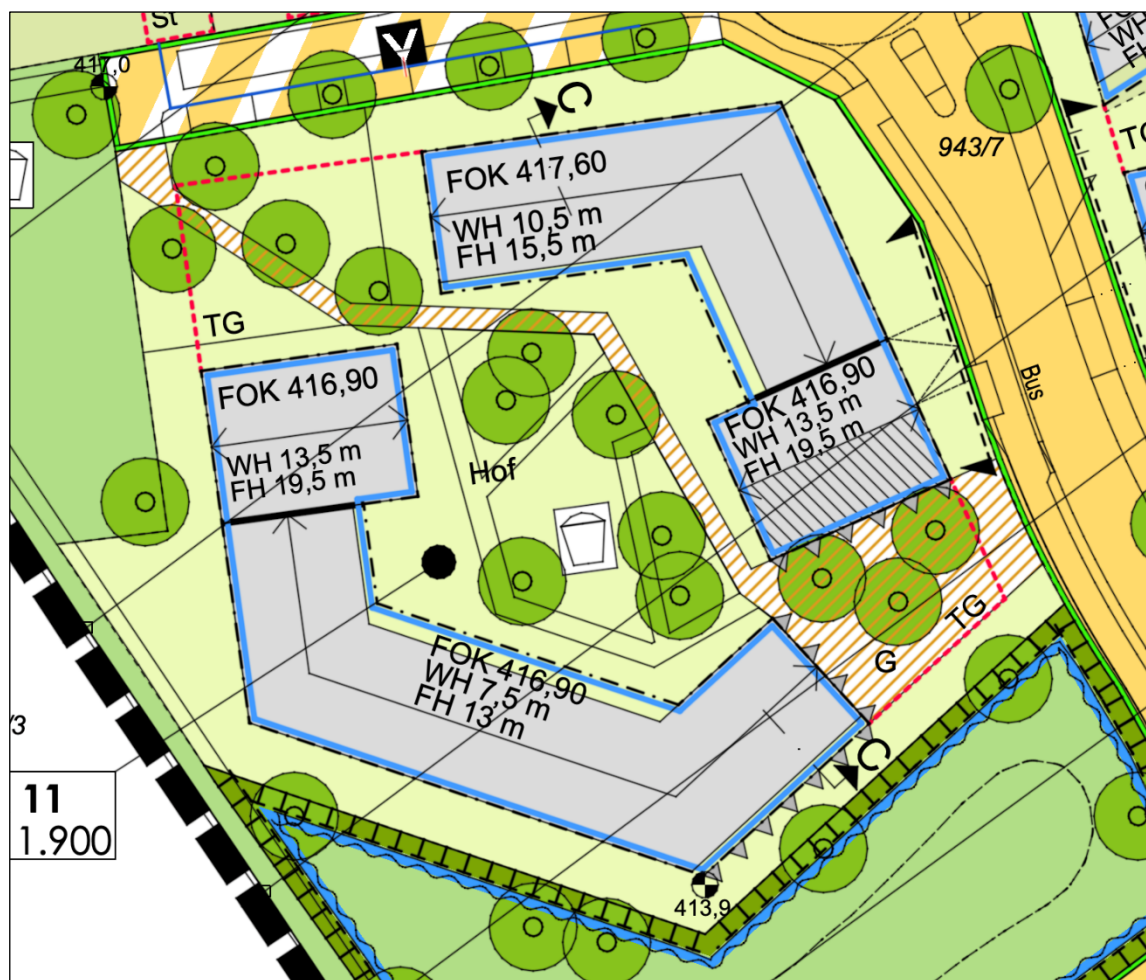 St
417,0
V
C
943/7
FOK 417,60
WH 10,5 m
FH 15,5 m
TG
FOK 416,90
WH 13,5 m
FH 19,5 m
FOK 416,90
WH 13,5 m
FH 19,5 m
Bus
Hof
TG
G
FOK 416,90
WH 7,5 m
FH 13 m
/3
C
11
1.900
413,9